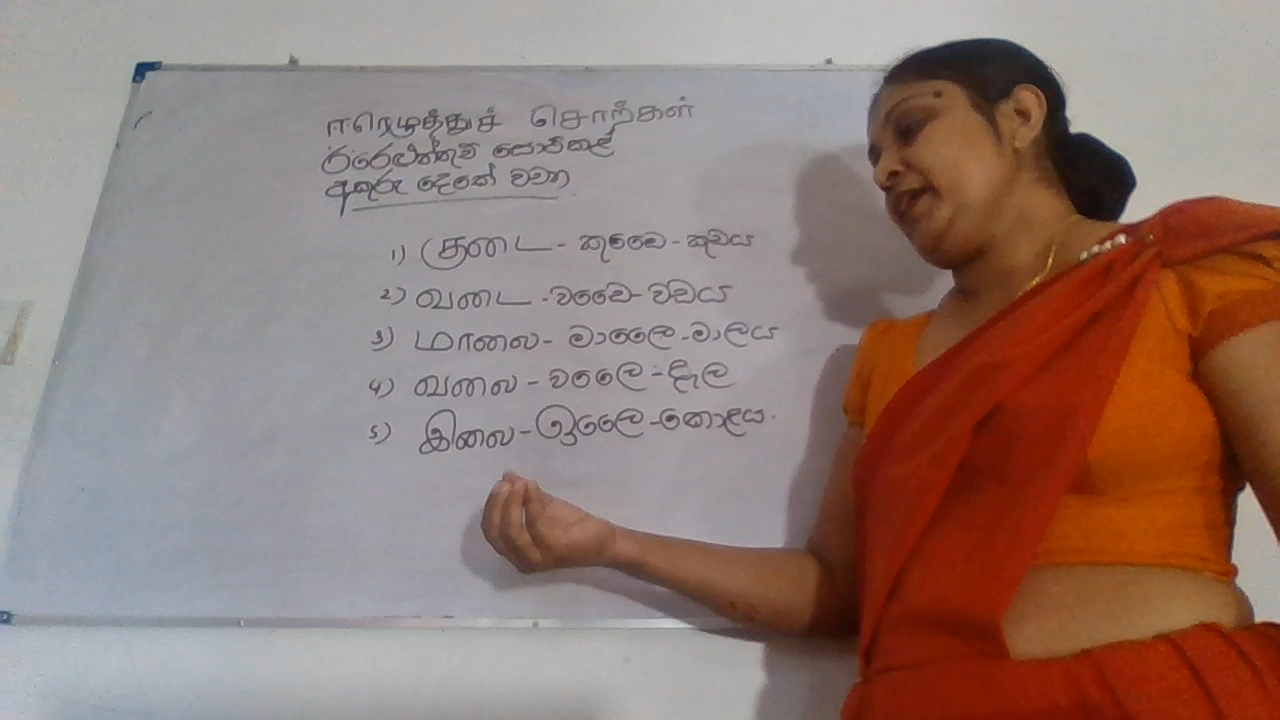 ஈரெழுத்துச் சொற்கள்
ඊරෙළුත්තුච් සොට්කල්
අකුරු දෙකේ වචන
1) குடை - කුඩෛ - කුඩය
2) வடை - වඩෛ - වඩය
3) மாலை - මාලෛ - මාලය
4) வலை - වලෛ - දැල
5) இலை - ඉලෛ - කොළය.